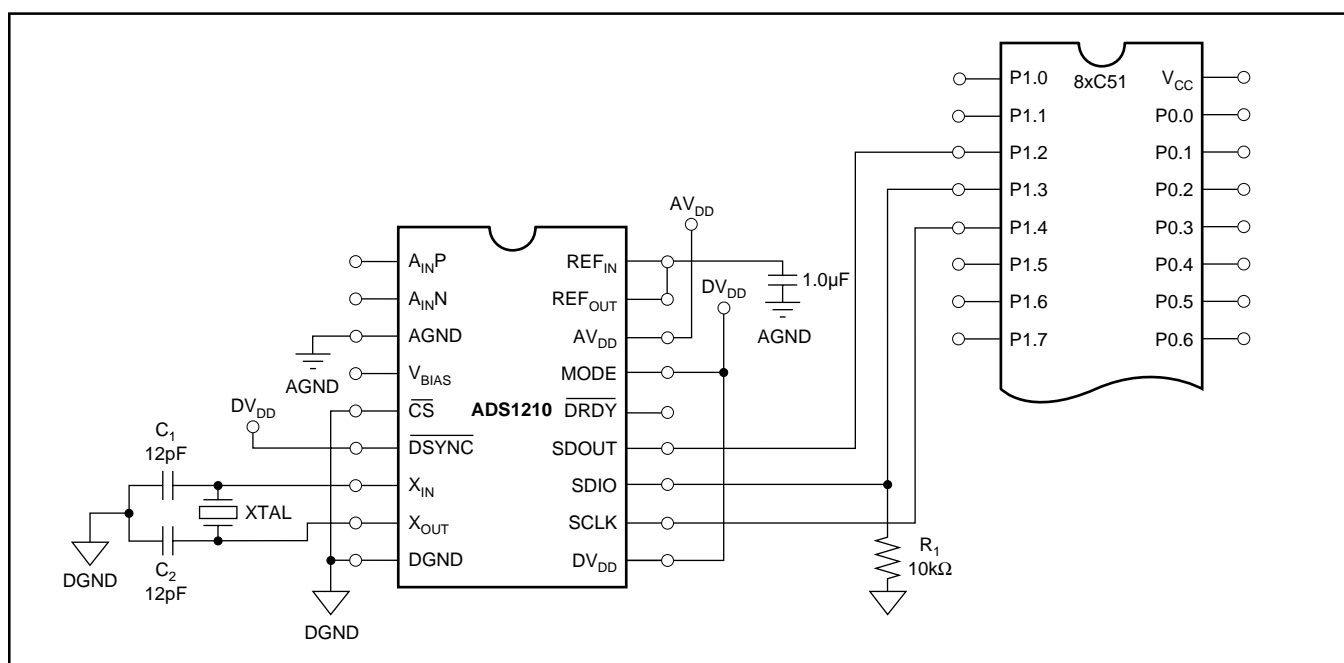 8xC51
P1.0
P1.1
P1.2
P1.3
P1.4
P1.5
P1.6
P1.7
VCC
P0.0
P0.1
P0.2
P0.3
P0.4
P0.5
P0.6
AVDD
DVDD
1.0µF
AGND
ADS1210
AINP
AINN
AGND
VBIAS
CS
DSYNC
XIN
XOUT
DGND
REFIN
REFOUT
AVDD
MODE
DRDY
SDOUT
SDIO
SCLK
DVDD
AGND
DVDD
C1
12pF
XTAL
C2
12pF
DGND
DGND
R1
10kΩ